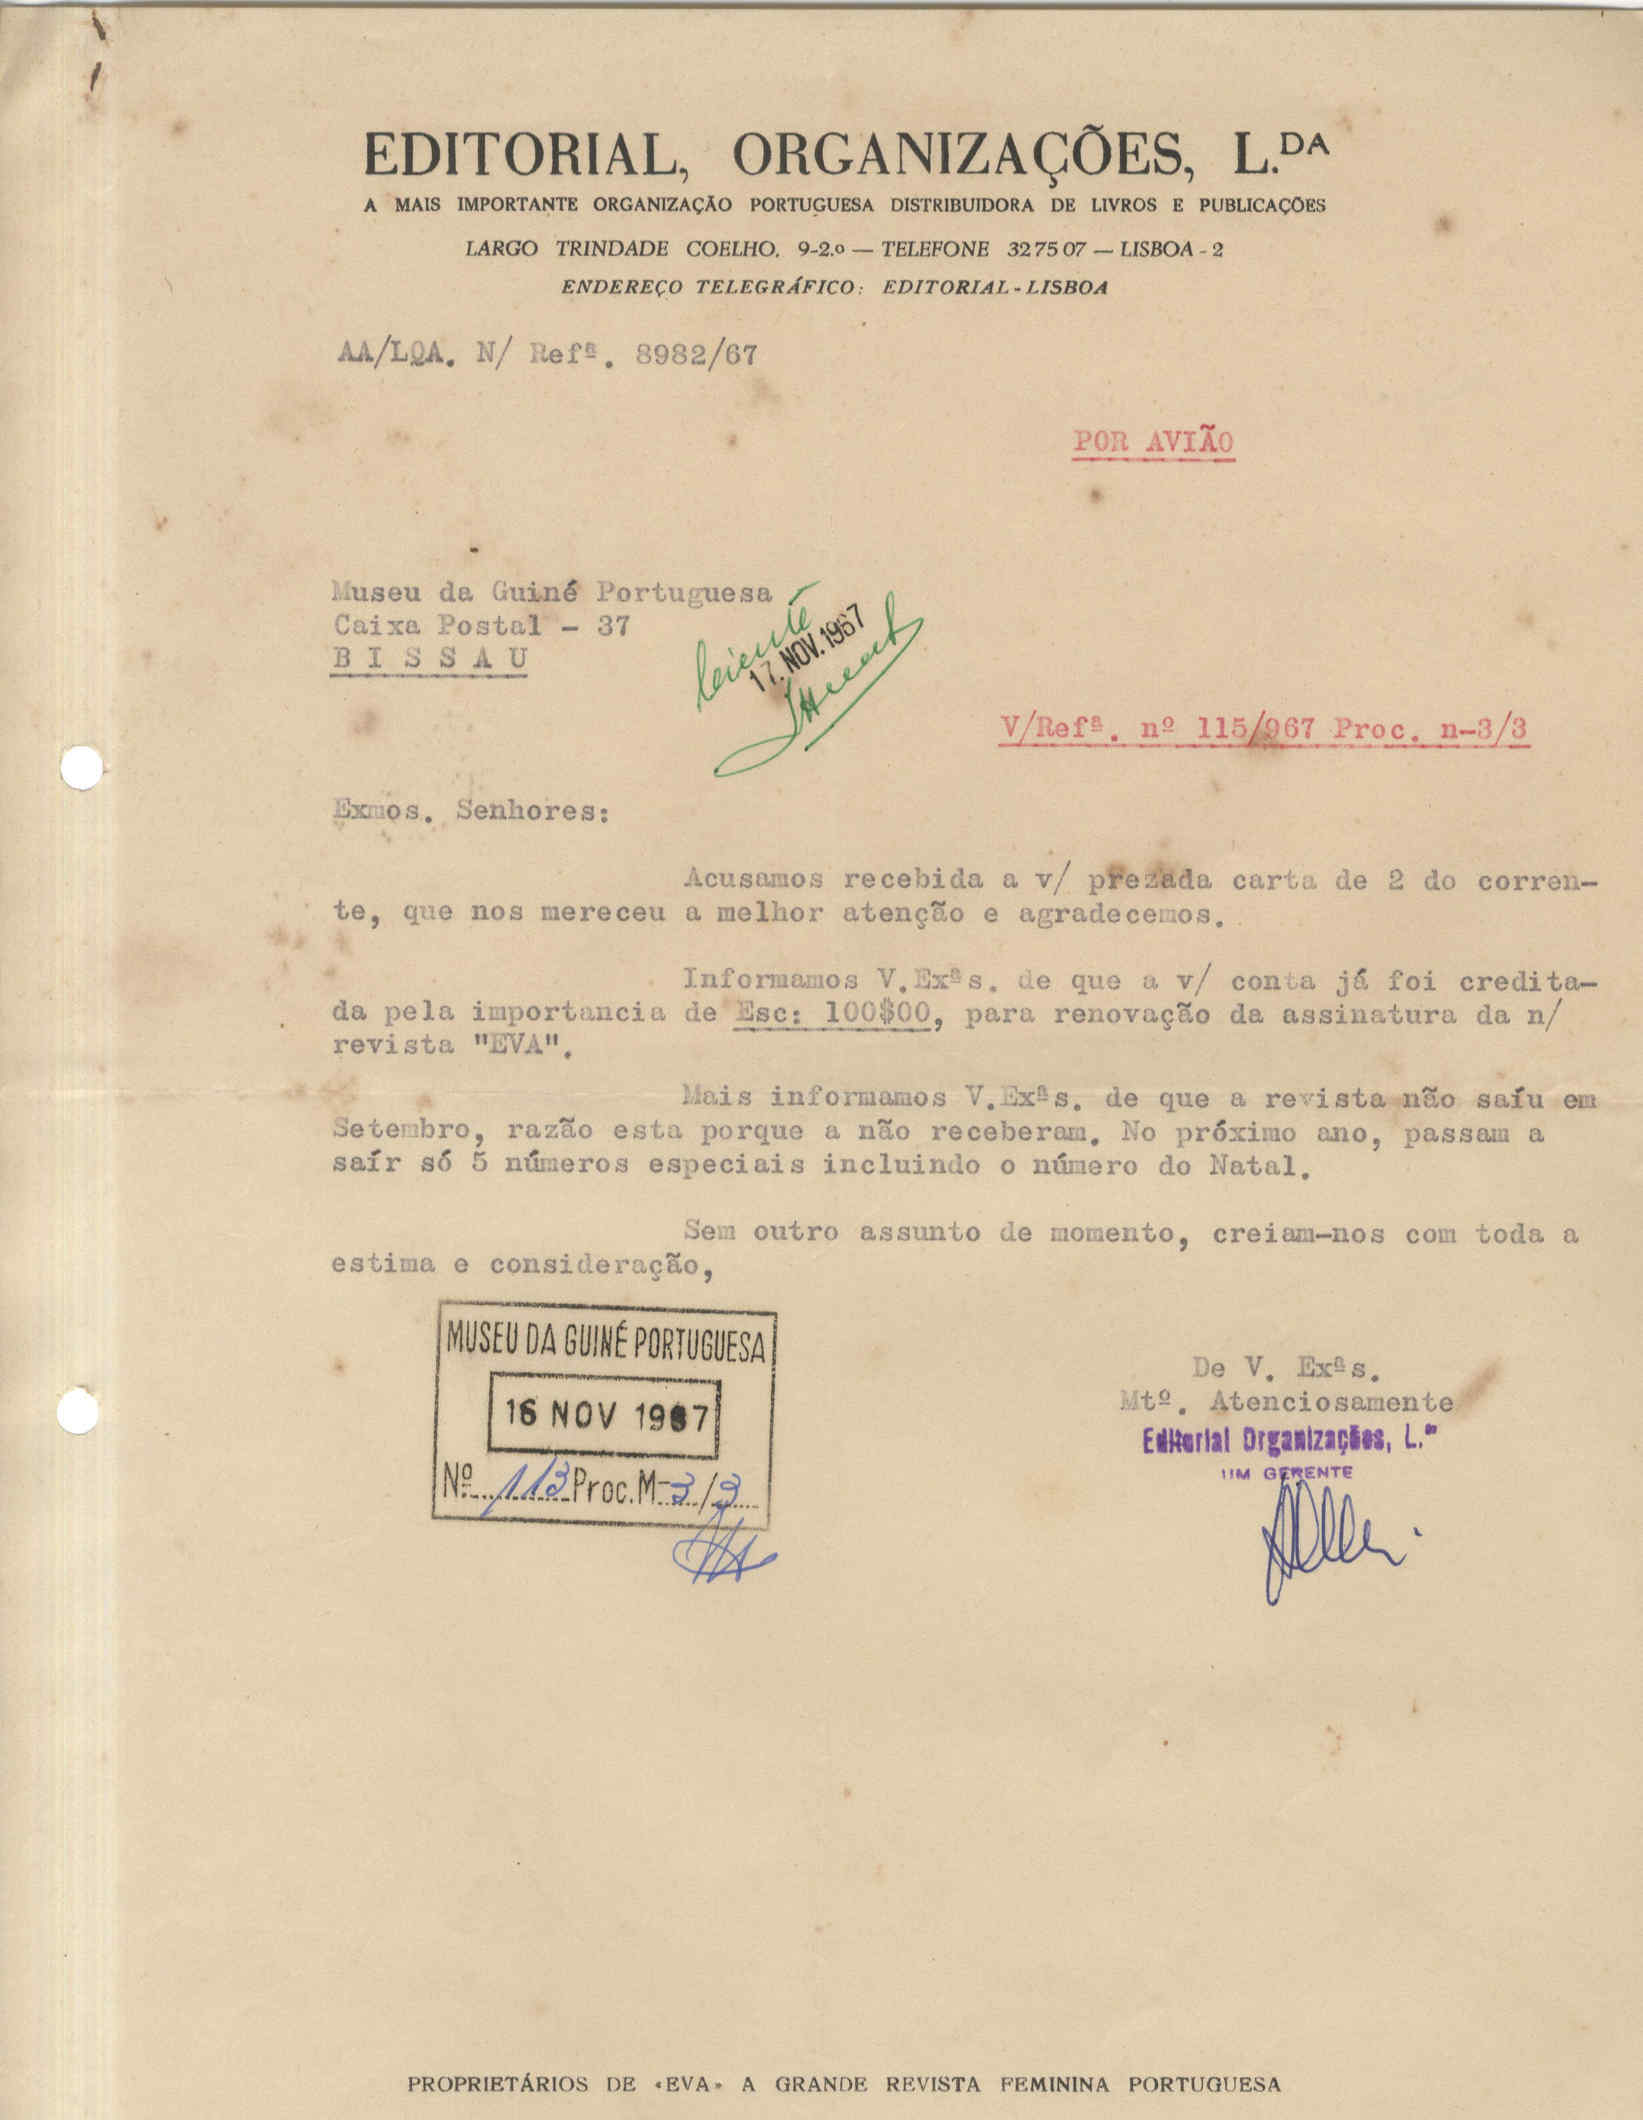 EDITORIAL, ORGANIZAÇÕES, L.DA
A MAIS IMPORTANTE ORGANIZAÇÃO PORTUGUESA DISTRIBUIDORA DE LIVROS E PUBLICAÇÕES
LARGO TRINDADE COELHO, 9-2.º — TELEFONE 32 75 07 — LISBOA - 2
ENDEREÇO TELEGRÁFICO: EDITORIAL - LISBOA
AA/LQA. N/ Refª. 8982/67
POR AVIÃO
Museu da Guiné Portuguesa
Caixa Postal - 37
B I S S A U
17. NOV. 1967
V/Refª. nº 115/967 Proc. n-3/3
Exmos. Senhores:
Acusamos recebida a v/ prezada carta de 2 do corren-
te, que nos mereceu a melhor atenção e agradecemos.
Informamos V.Exªs. de que a v/ conta já foi credita-
da pela importancia de Esc: 100$00, para renovação da assinatura da n/
revista "EVA".
Mais informamos V.Exªs. de que a revista não saíu em
Setembro, razão esta porque a não receberam. No próximo ano, passam a
saír só 5 números especiais incluindo o número do Natal.
Sem outro assunto de momento, creiam-nos com toda a
estima e consideração,
MUSEU DA GUINÉ PORTUGUESA
16 NOV 1967
Nº 113 Proc. M-3/3
De V. Exªs.
Mtº. Atenciosamente
Editorial Organizações, L.da
UM GERENTE
PROPRIETÁRIOS DE «EVA» A GRANDE REVISTA FEMININA PORTUGUESA